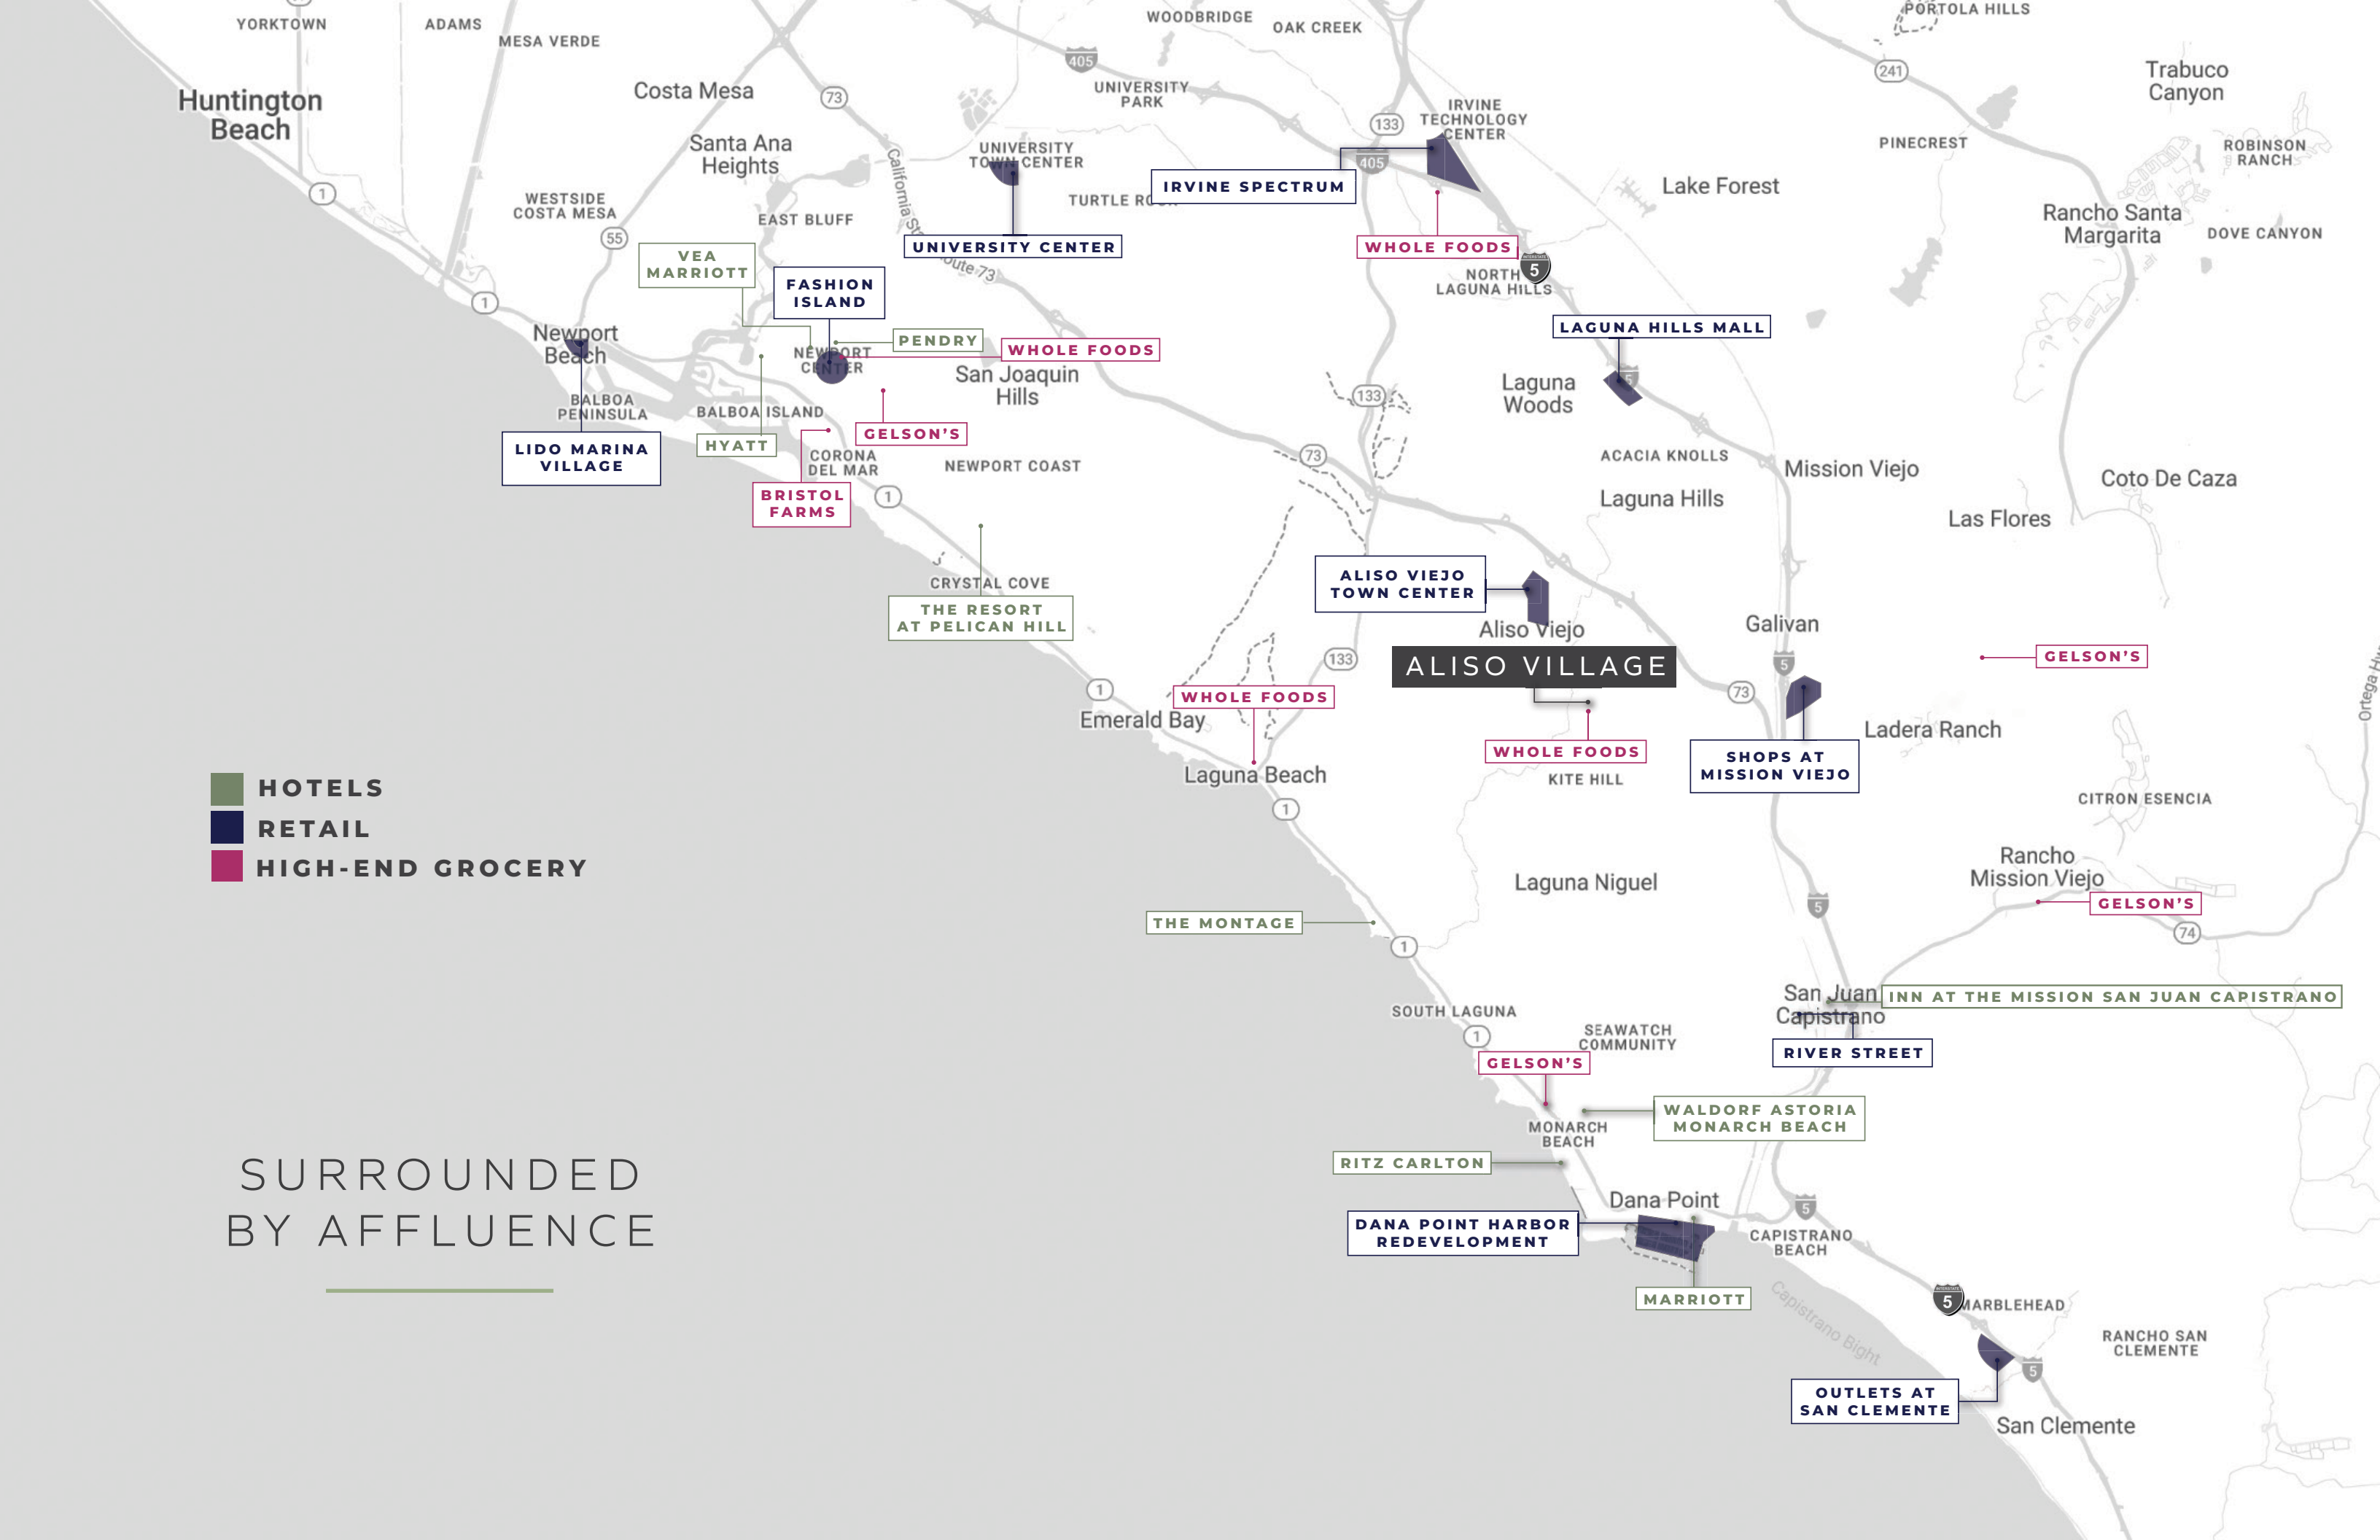 YORKTOWN
ADAMS
MESA VERDE
WOODBRIDGE
OAK CREEK
PORTOLA HILLS
405
Huntington
Beach
Costa Mesa
73
UNIVERSITY
PARK
133
IRVINE
TECHNOLOGY
CENTER
241
Trabuco
Canyon
Santa Ana
Heights
UNIVERSITY
TOWN CENTER
405
PINECREST
ROBINSON
RANCH
1
WESTSIDE
COSTA MESA
EAST BLUFF
TURTLE
IRVINE SPECTRUM
Lake Forest
Rancho Santa
Margarita
DOVE CANYON
55
California
UNIVERSITY CENTER
Route 73
WHOLE FOODS
NORTH
LAGUNA HILLS
5
VEA
MARRIOTT
FASHION
ISLAND
1
Newport
Beach
NEWPORT
CENTER
PENDRY
WHOLE FOODS
LAGUNA HILLS MALL
San Joaquin
Hills
Laguna
Woods
5
133
BALBOA
PENINSULA
BALBOA ISLAND
LIDO MARINA
VILLAGE
HYATT
GELSON'S
CORONA
DEL MAR
NEWPORT COAST
73
ACACIA KNOLLS
Mission Viejo
Coto De Caza
BRISTOL
FARMS
1
Laguna Hills
Las Flores
CRYSTAL COVE
THE RESORT
AT PELICAN HILL
ALISO VIEJO
TOWN CENTER
Aliso Viejo
Galivan
ALISO VILLAGE
133
5
GELSON'S
1
WHOLE FOODS
73
Emerald Bay
Ladera Ranch
Ortega
WHOLE FOODS
SHOPS AT
MISSION VIEJO
Laguna Beach
KITE HILL
1
CITRON ESENCIA
HOTELS
RETAIL
HIGH-END GROCERY
Laguna Niguel
Rancho
Mission Viejo
5
GELSON'S
THE MONTAGE
1
74
San Juan
Capistrano
INN AT THE MISSION SAN JUAN CAPISTRANO
SOUTH LAGUNA
1
SEAWATCH
COMMUNITY
RIVER STREET
GELSON'S
WALDORF ASTORIA
MONARCH BEACH
MONARCH
BEACH
RITZ CARLTON
SURROUNDED
BY AFFLUENCE
Dana Point
5
DANA POINT HARBOR
REDEVELOPMENT
CAPISTRANO
BEACH
MARRIOTT
Capistrano Bight
5
MARBLEHEAD
RANCHO SAN
CLEMENTE
5
OUTLETS AT
SAN CLEMENTE
San Clemente